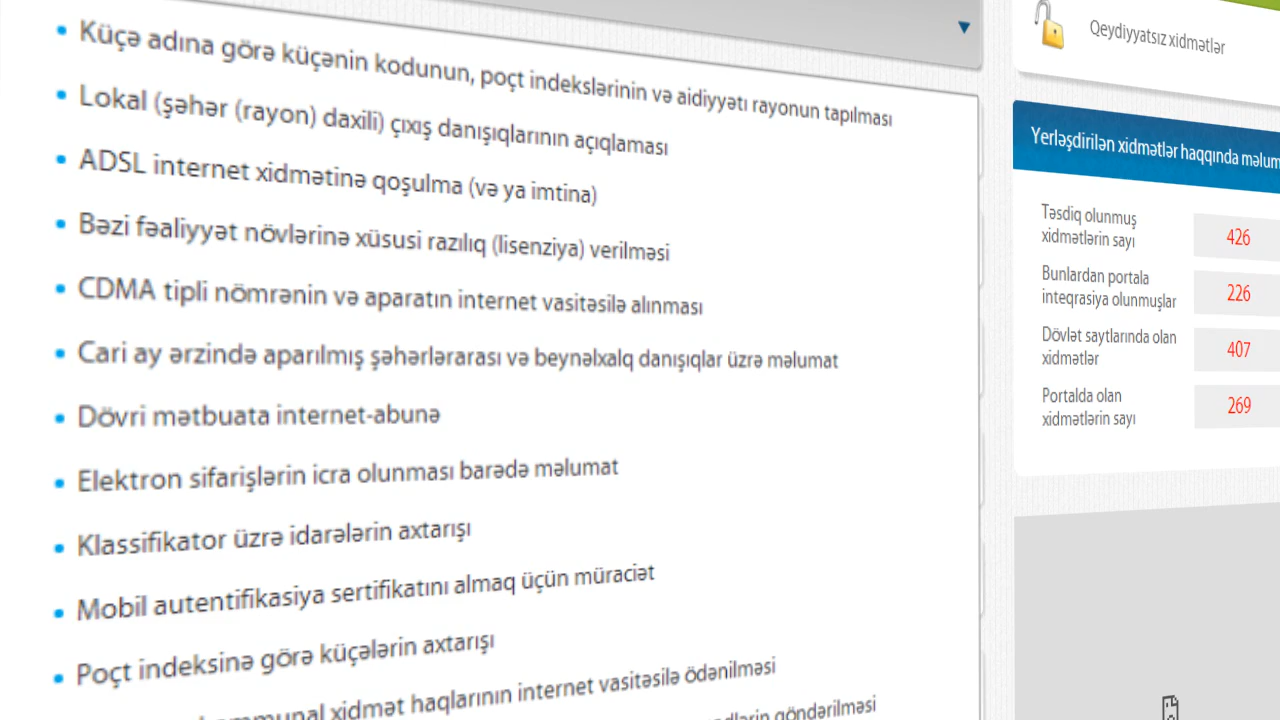 Küçə adına görə küçənin kodunun, poçt indekslərinin və aidiyyətı rayonun tapılması
Lokal (şəhər (rayon) daxili) çıxış danışıqlarının açıqlaması
ADSL internet xidmətinə qoşulma (və ya imtina)
Bəzi fəaliyyət növlərinə xüsusi razılıq (lisenziya) verilməsi
CDMA tipli nömrənin və aparatın internet vasitəsilə alınması
Cari ay ərzində aparılmış şəhərlərarası və beynəlxalq danışıqlar üzrə məlumat
Dövri mətbuata internet-abunə
Elektron sifarişlərin icra olunması barədə məlumat
Klassifikator üzrə idarələrin axtarışı
Mobil autentifikasiya sertifikatını almaq üçün müraciət
Poçt indeksinə görə küçələrin axtarışı
xidmət haqlarının internet vasitəsilə ödənilməsi
göndərilməsi
Qeydiyyatsız xidmətlər
Yerləşdirilən xidmətlər haqqında
Təsdiq olunmuş
xidmətlərin sayı
426
Bunlardan portala
inteqrasiya olunmuşlar
226
Dövlət saytlarında olan
xidmətlər
407
Portalda olan
xidmətlərin sayı
269